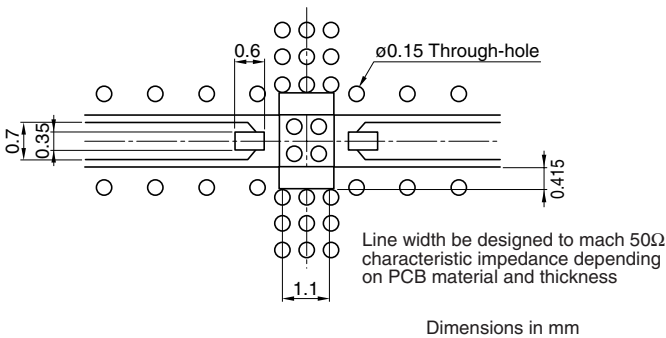 0.6
ø0.15 Through-hole
0.7
0.35
0.415
Line width be designed to mach 50Ω
characteristic impedance depending
on PCB material and thickness
1.1
Dimensions in mm